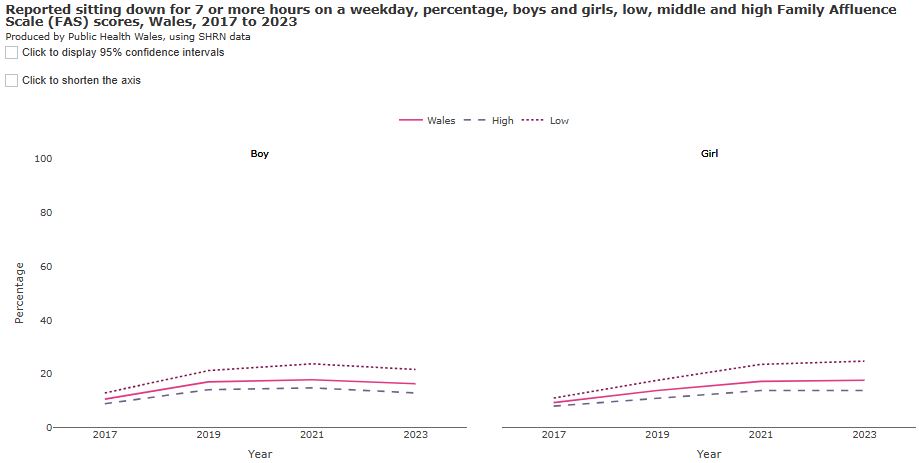 Reported sitting down for 7 or more hours on a weekday, percentage, boys and girls, low, middle and high Family Affluence
Scale (FAS) scores, Wales, 2017 to 2023
Produced by Public Health Wales, using SHRN data
Click to display 95% confidence intervals
Click to shorten the axis
Wales High Low
Boy Girl
100
80
60
40
20
0
Percentage
2017 2019 2021 2023 2017 2019 2021 2023
Year Year